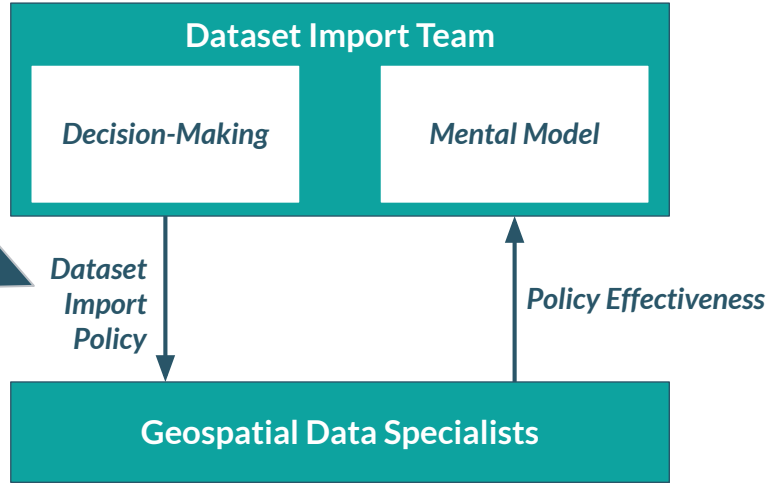 Dataset Import Team
Decision-Making
Mental Model
Dataset
Import
Policy
Policy Effectiveness
Geospatial Data Specialists